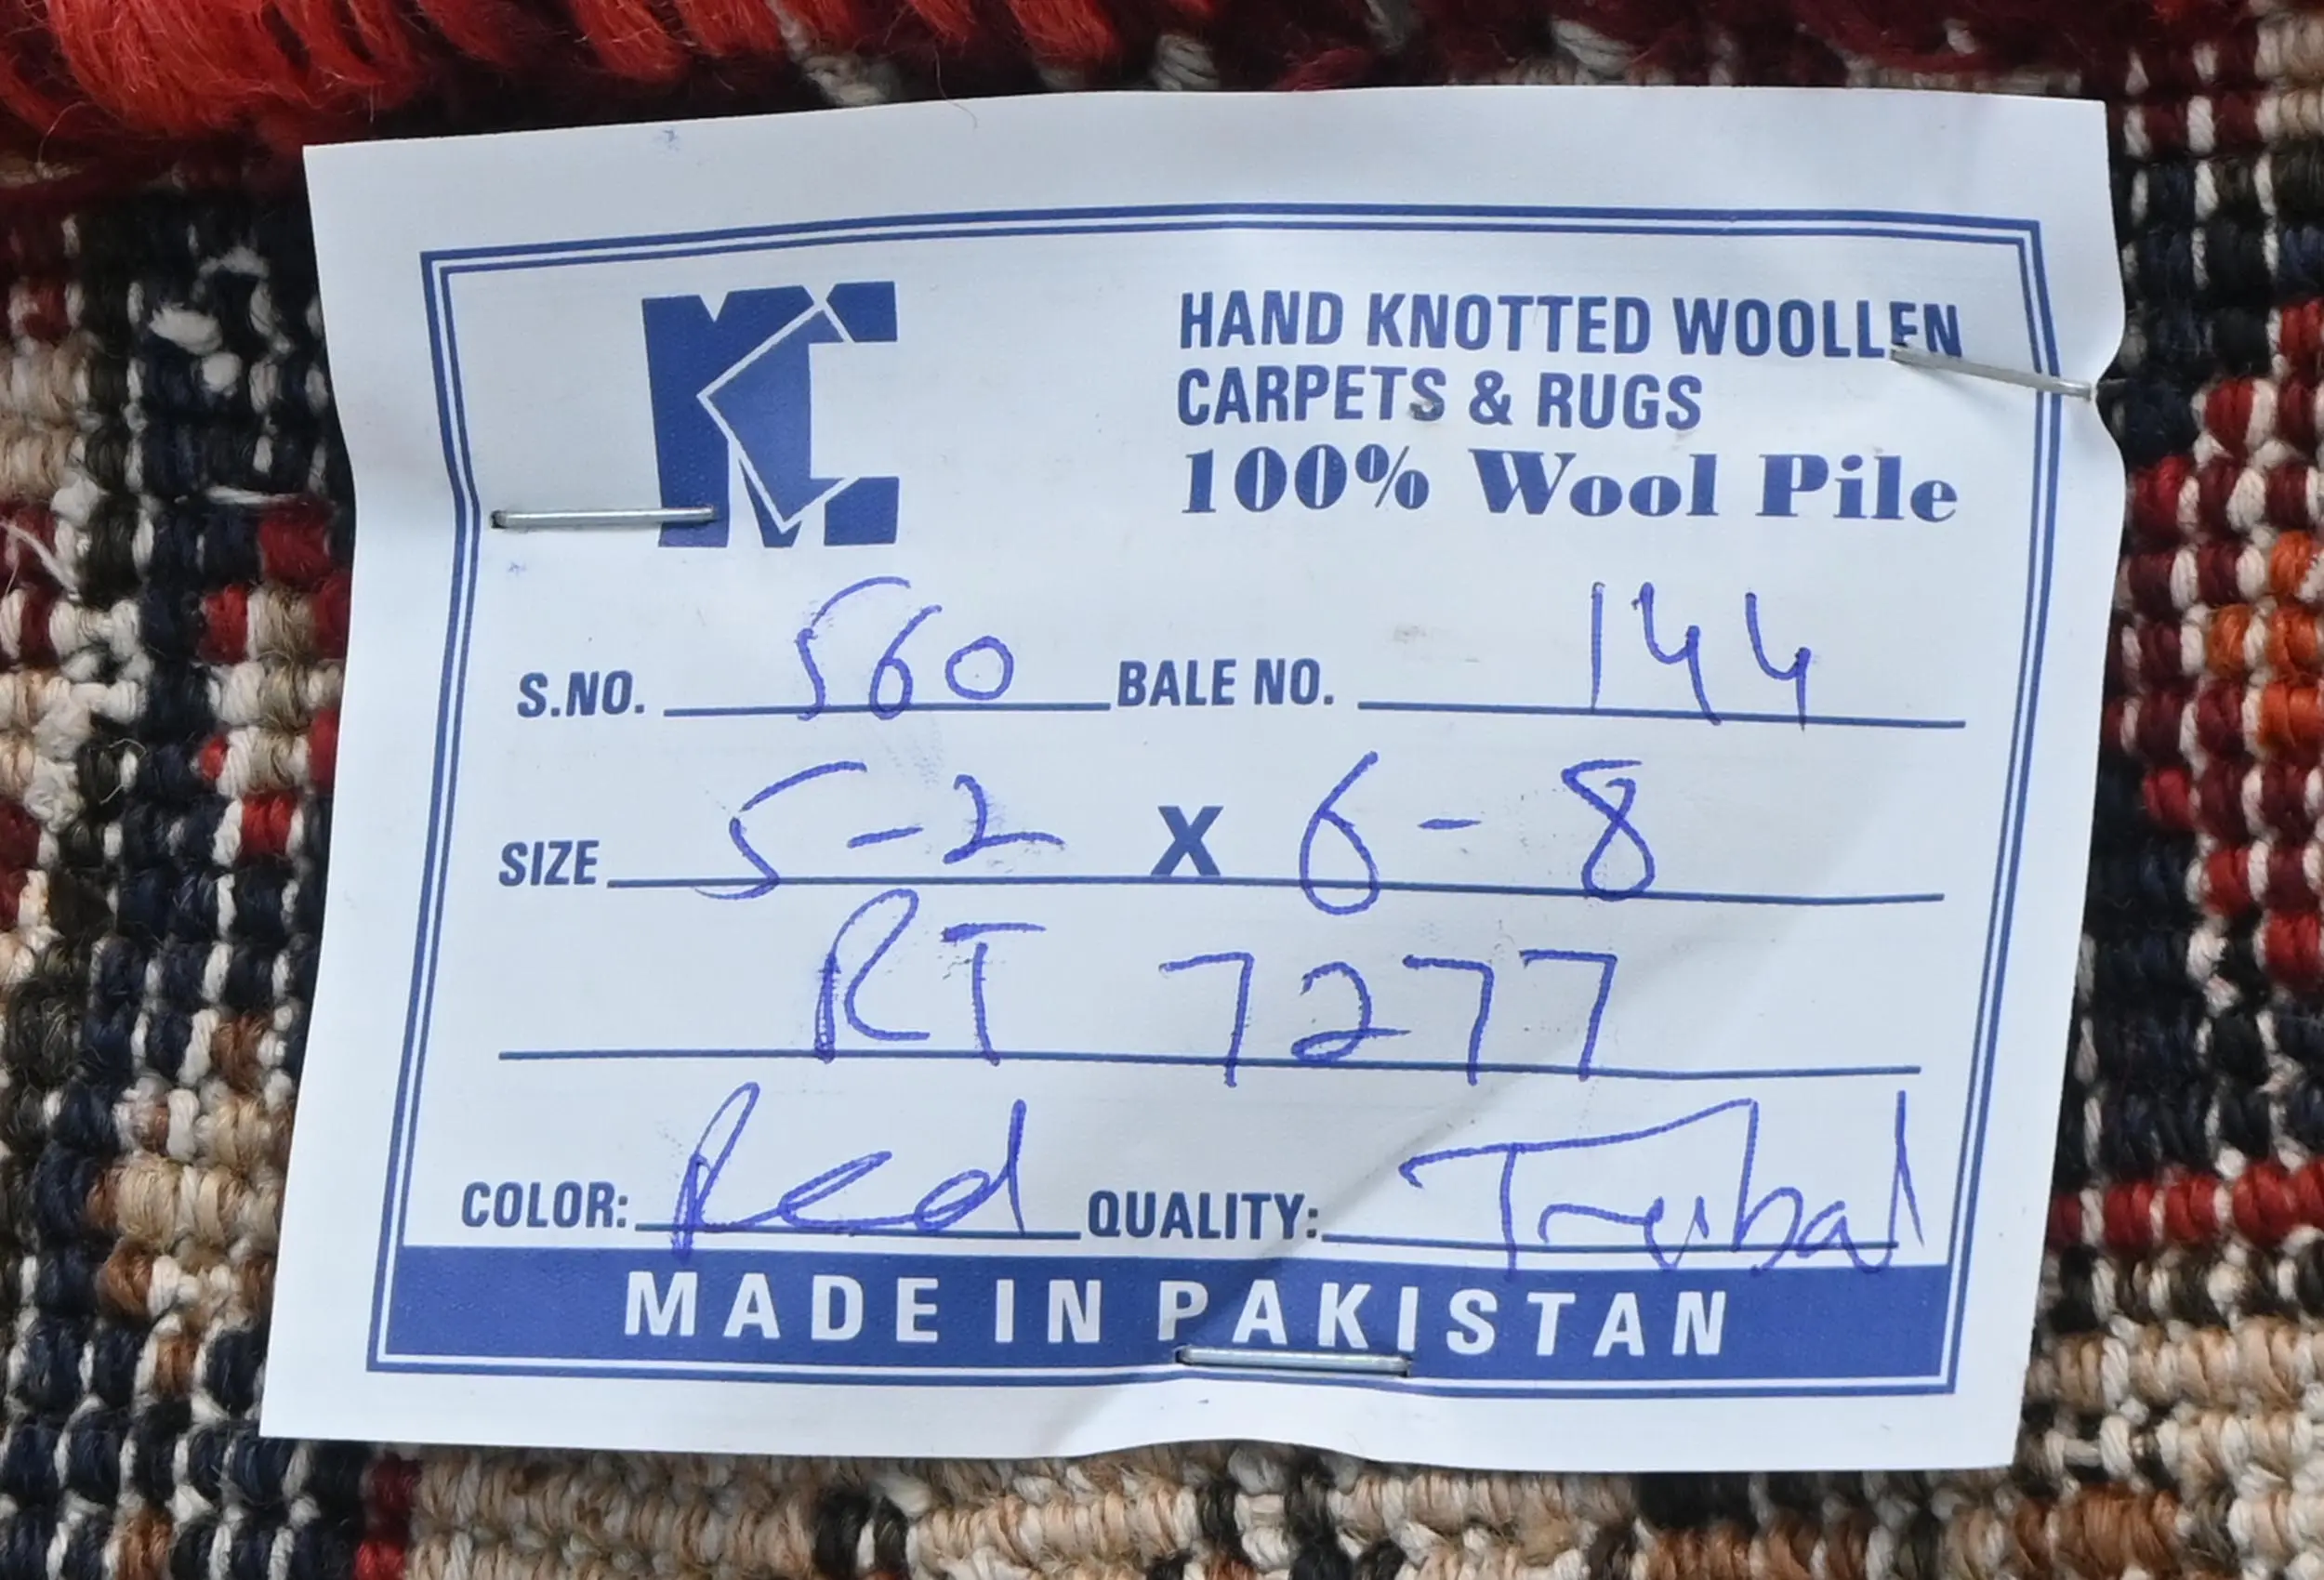 MC
HAND KNOTTED WOOLLEN
CARPETS & RUGS
100% Wool Pile
S.NO. 560 BALE NO. 144
SIZE 5-2 X 6-8
RT 7277
COLOR: Red QUALITY: Tribal
MADE IN PAKISTAN